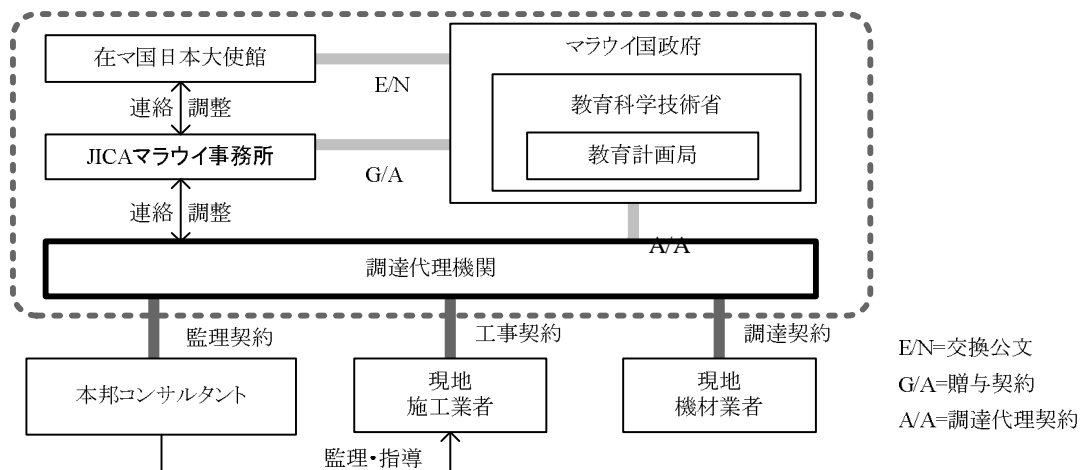 在マ国日本大使館
マラウイ国政府
E/N
教育科学技術省
連絡 調整
JICAマラウイ事務所
教育計画局
G/A
連絡 調整
A/A
調達代理機関
監理契約
工事契約
調達契約
本邦コンサルタント
現地
施工業者
現地
機材業者
E/N=交換公文
G/A=贈与契約
A/A=調達代理契約
監理・指導